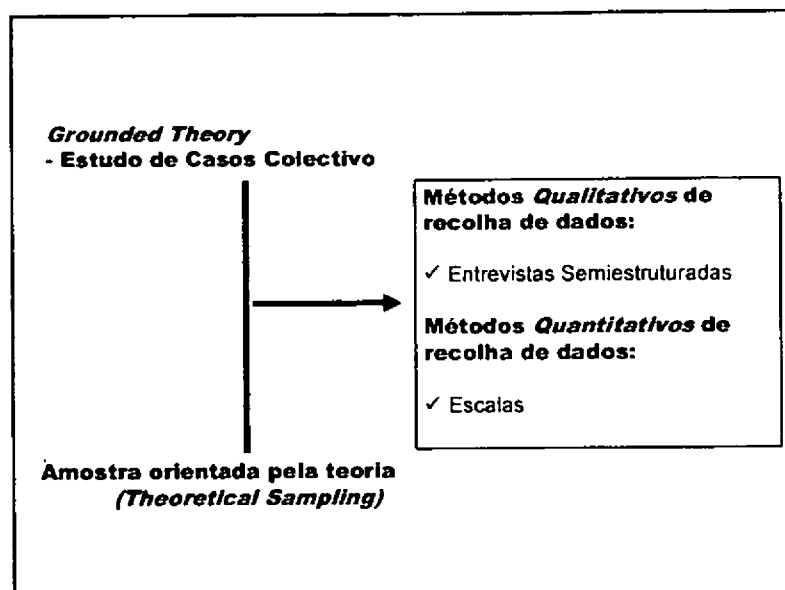 Grounded Theory
- Estudo de Casos Colectivo
Métodos Qualitativos de
recolha de dados:
✓ Entrevistas Semiestruturadas
Métodos Quantitativos de
recolha de dados:
✓ Escalas
Amostra orientada pela teoria
(Theoretical Sampling)